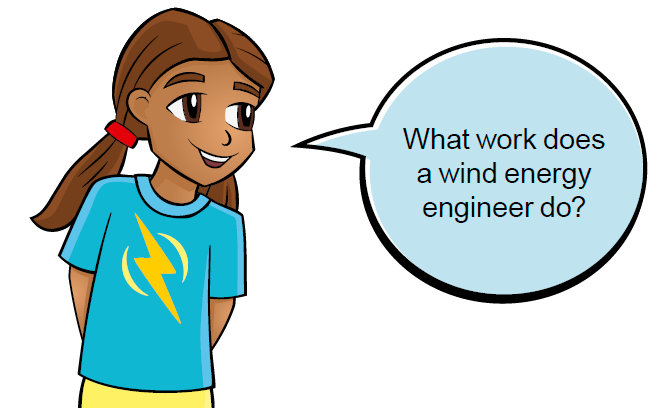 What work does
a wind energy
engineer do?